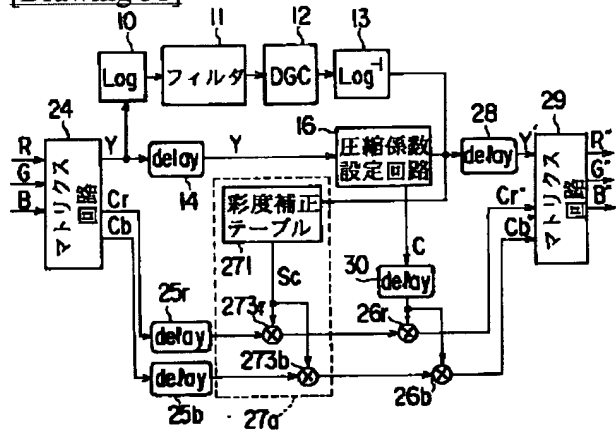 [Drawing 31]
10
11
12
13
Log
フィルタ
DGC
Log⁻¹
24
14
16
28
29
R
G
B
マトリクス
回路
Y
delay
Y
圧縮係数
設定回路
delay
Y'
マトリクス
回路
R"
G"
B"
Cr
Cb
彩度補正
テーブル
271
Sc
C
30
delay
Cr"
Cb"
25r
delay
273r
26r
delay
25b
273b
26b
27a